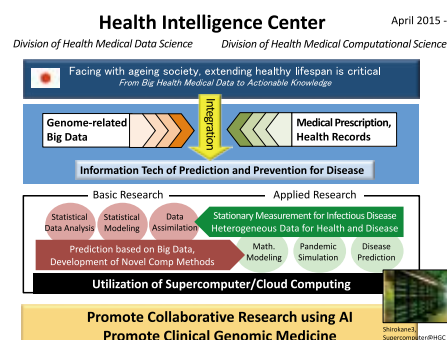 Health Intelligence Center
April 2015 -
Division of Health Medical Data Science
Division of Health Medical Computational Science
Facing with ageing society, extending healthy lifespan is critical
From Big Health Medical Data to Actionable Knowledge
Genome-related
Big Data
Integration
Medical Prescription,
Health Records
Information Tech of Prediction and Prevention for Disease
Basic Research
Applied Research
Statistical
Data Analysis
Statistical
Modeling
Data
Assimilation
Stationary Measurement for Infectious Disease
Heterogeneous Data for Health and Disease
Prediction based on Big Data,
Development of Novel Comp Methods
Math.
Modeling
Pandemic
Simulation
Disease
Prediction
Utilization of Supercomputer/Cloud Computing
Promote Collaborative Research using AI
Promote Clinical Genomic Medicine
Shirokane3,
Supercomputer@HGC